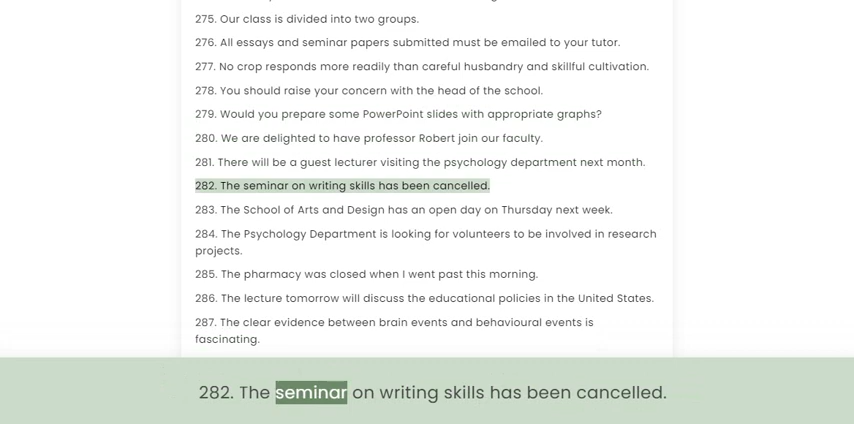 275. Our class is divided into two groups.
276. All essays and seminar papers submitted must be emailed to your tutor.
277. No crop responds more readily than careful husbandry and skillful cultivation.
278. You should raise your concern with the head of the school.
279. Would you prepare some PowerPoint slides with appropriate graphs?
280. We are delighted to have professor Robert join our faculty.
281. There will be a guest lecturer visiting the psychology department next month.
282. The seminar on writing skills has been cancelled.
283. The School of Arts and Design has an open day on Thursday next week.
284. The Psychology Department is looking for volunteers to be involved in research
projects.
285. The pharmacy was closed when I went past this morning.
286. The lecture tomorrow will discuss the educational policies in the United States.
287. The clear evidence between brain events and behavioural events is
fascinating.
282. The seminar on writing skills has been cancelled.